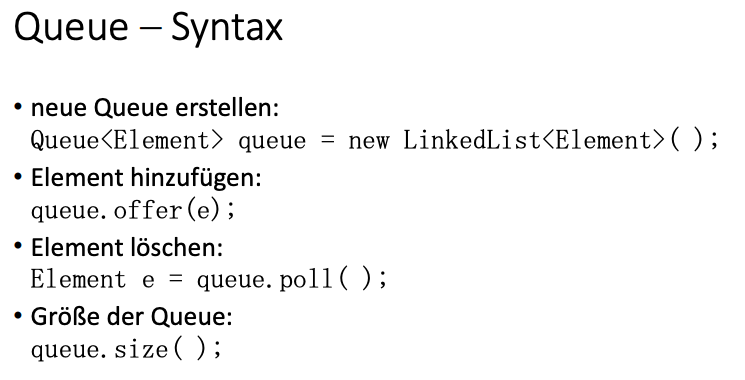 Queue – Syntax
• neue Queue erstellen:
Queue<Element> queue = new LinkedList<Element>( );
• Element hinzufügen:
queue.offer(e);
• Element löschen:
Element e = queue.poll( );
• Größe der Queue:
queue.size( );